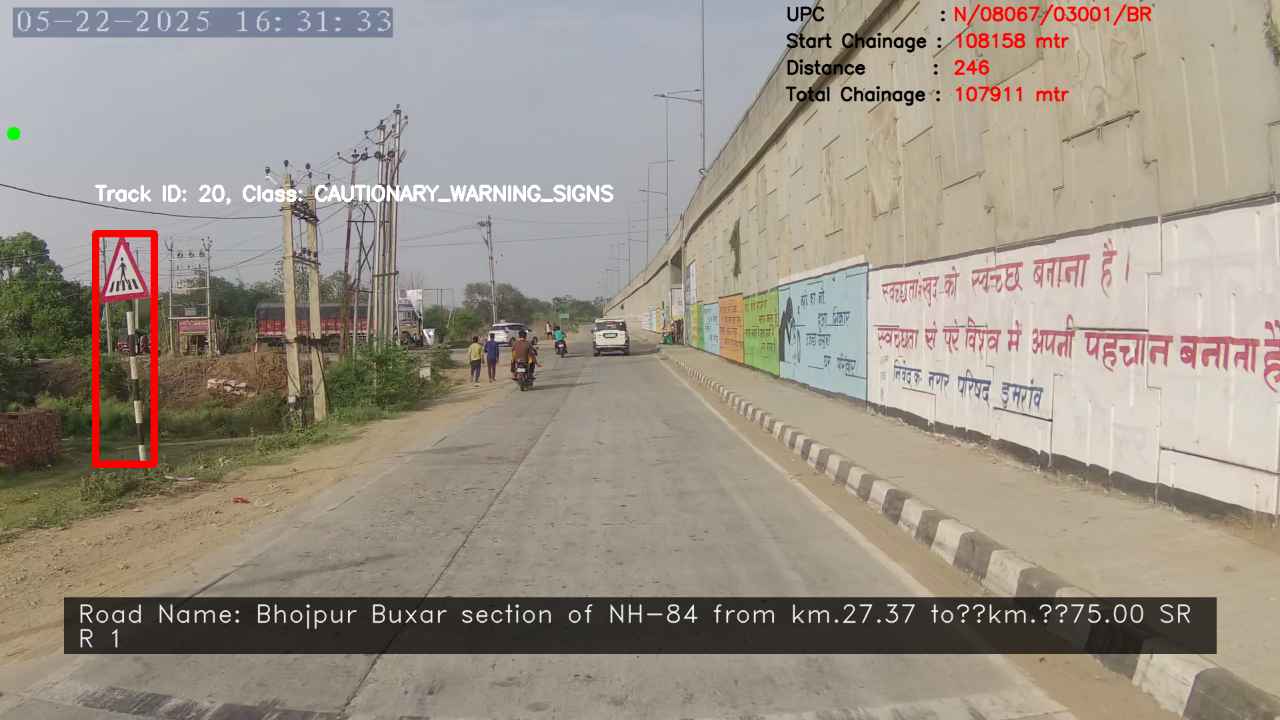 05-22-2025 16:31:33
UPC : N/08067/03001/BR
Start Chainage : 108158 mtr
Distance : 246
Total Chainage : 107911 mtr
Track ID: 20, Class: CAUTIONARY_WARNING_SIGNS
को स्वच्छ बनाना है।
स्वच्छता से पूरे विश्व में अपनी पहचान बनाना है
निवेदक नगर परिषद डुमरांव
Road Name: Bhojpur Buxar section of NH-84 from km.27.37 to??km.??75.00 SR
R 1